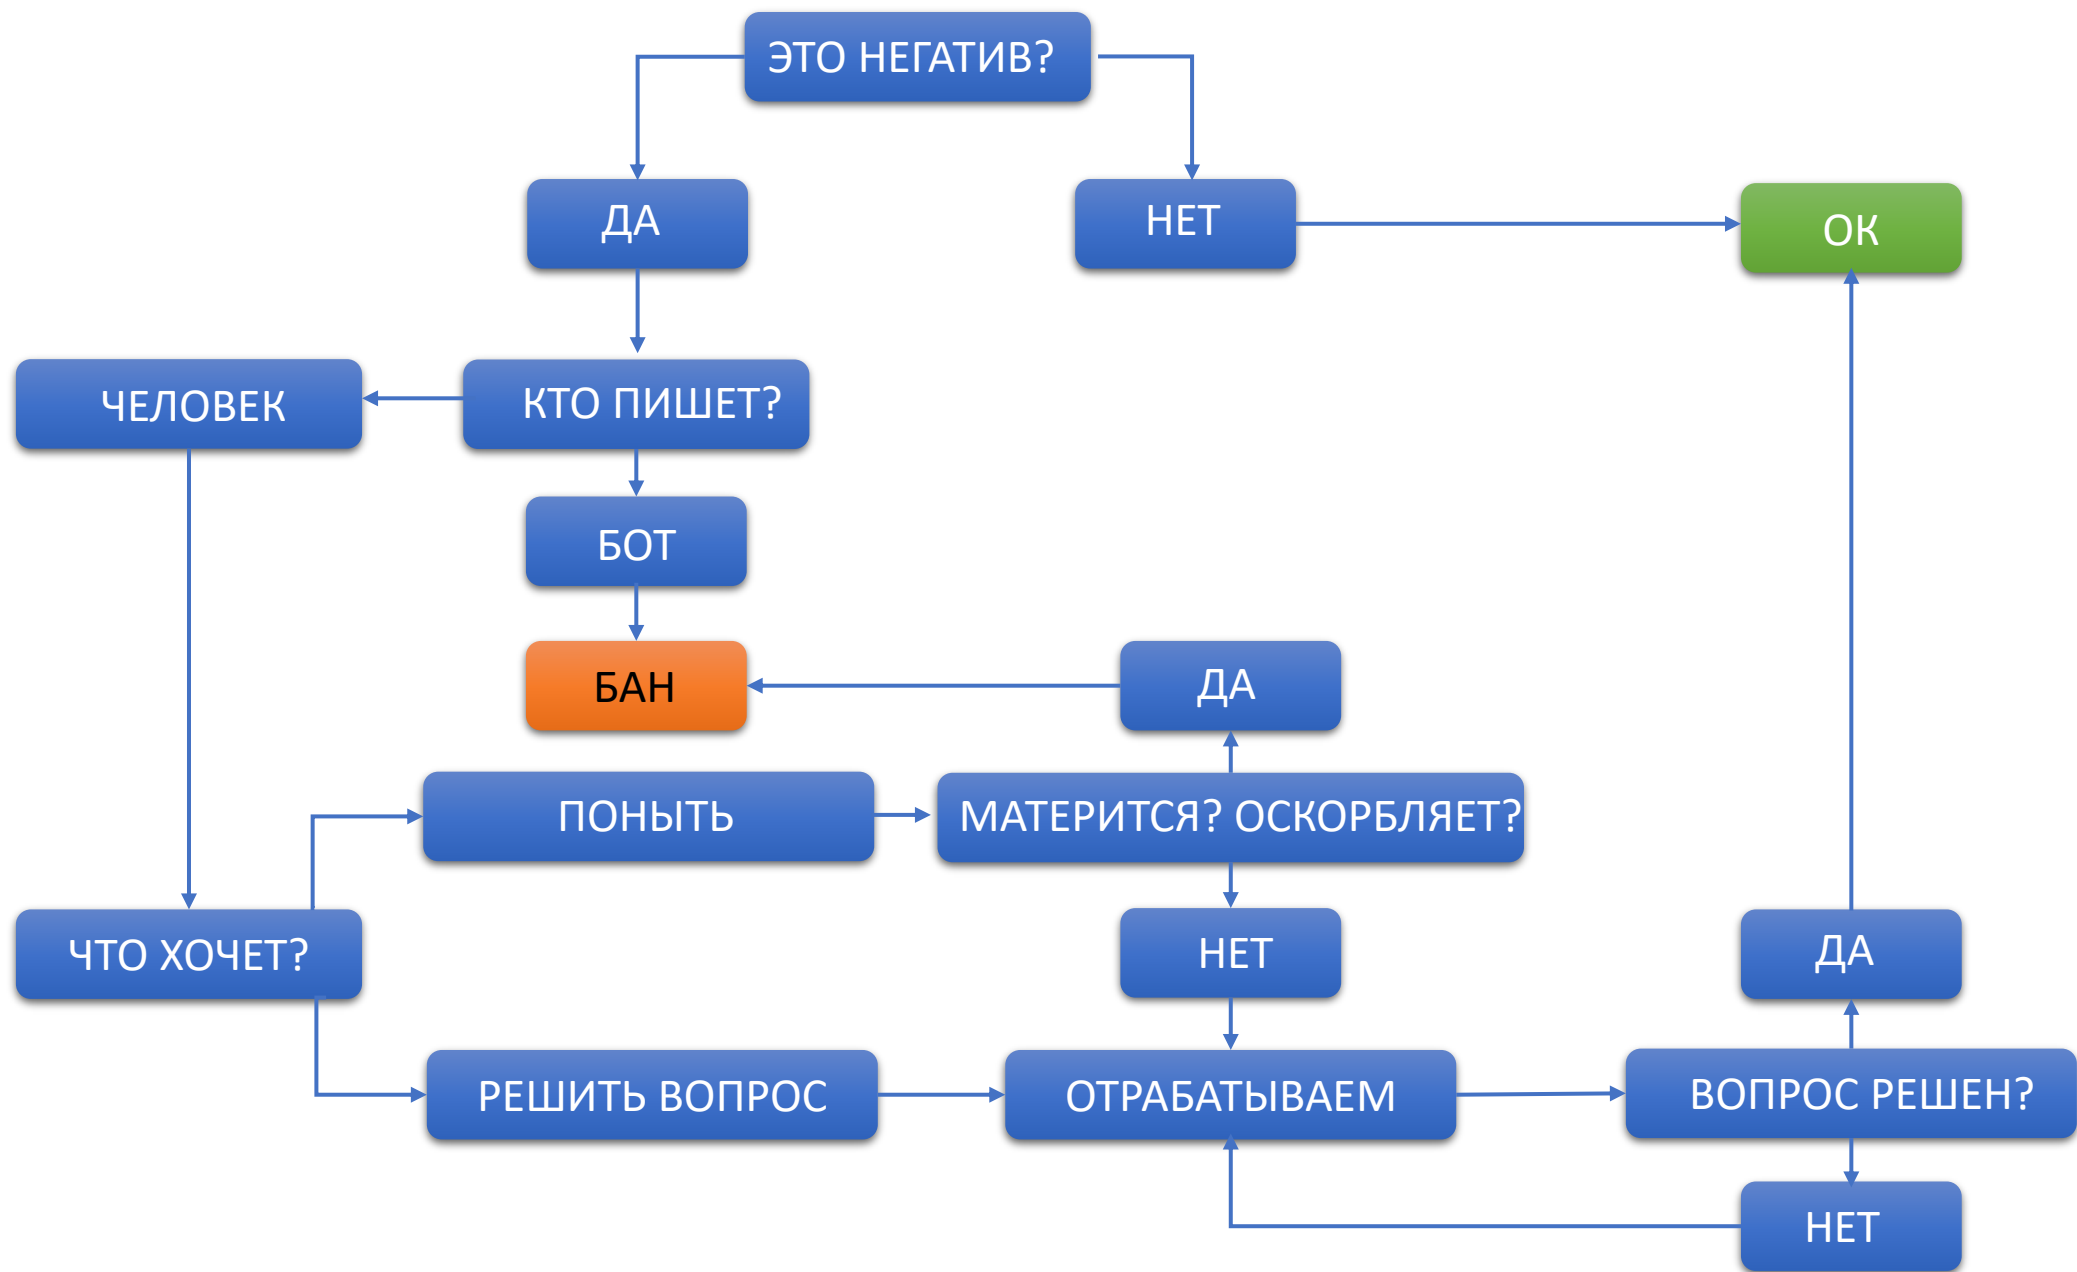 ЭТО НЕГАТИВ?
ДА
НЕТ
ОК
ЧЕЛОВЕК
КТО ПИШЕТ?
БОТ
БАН
ДА
ПОНЫТЬ
МАТЕРИТСЯ? ОСКОРБЛЯЕТ?
ЧТО ХОЧЕТ?
НЕТ
ДА
РЕШИТЬ ВОПРОС
ОТРАБАТЫВАЕМ
ВОПРОС РЕШЕН?
НЕТ